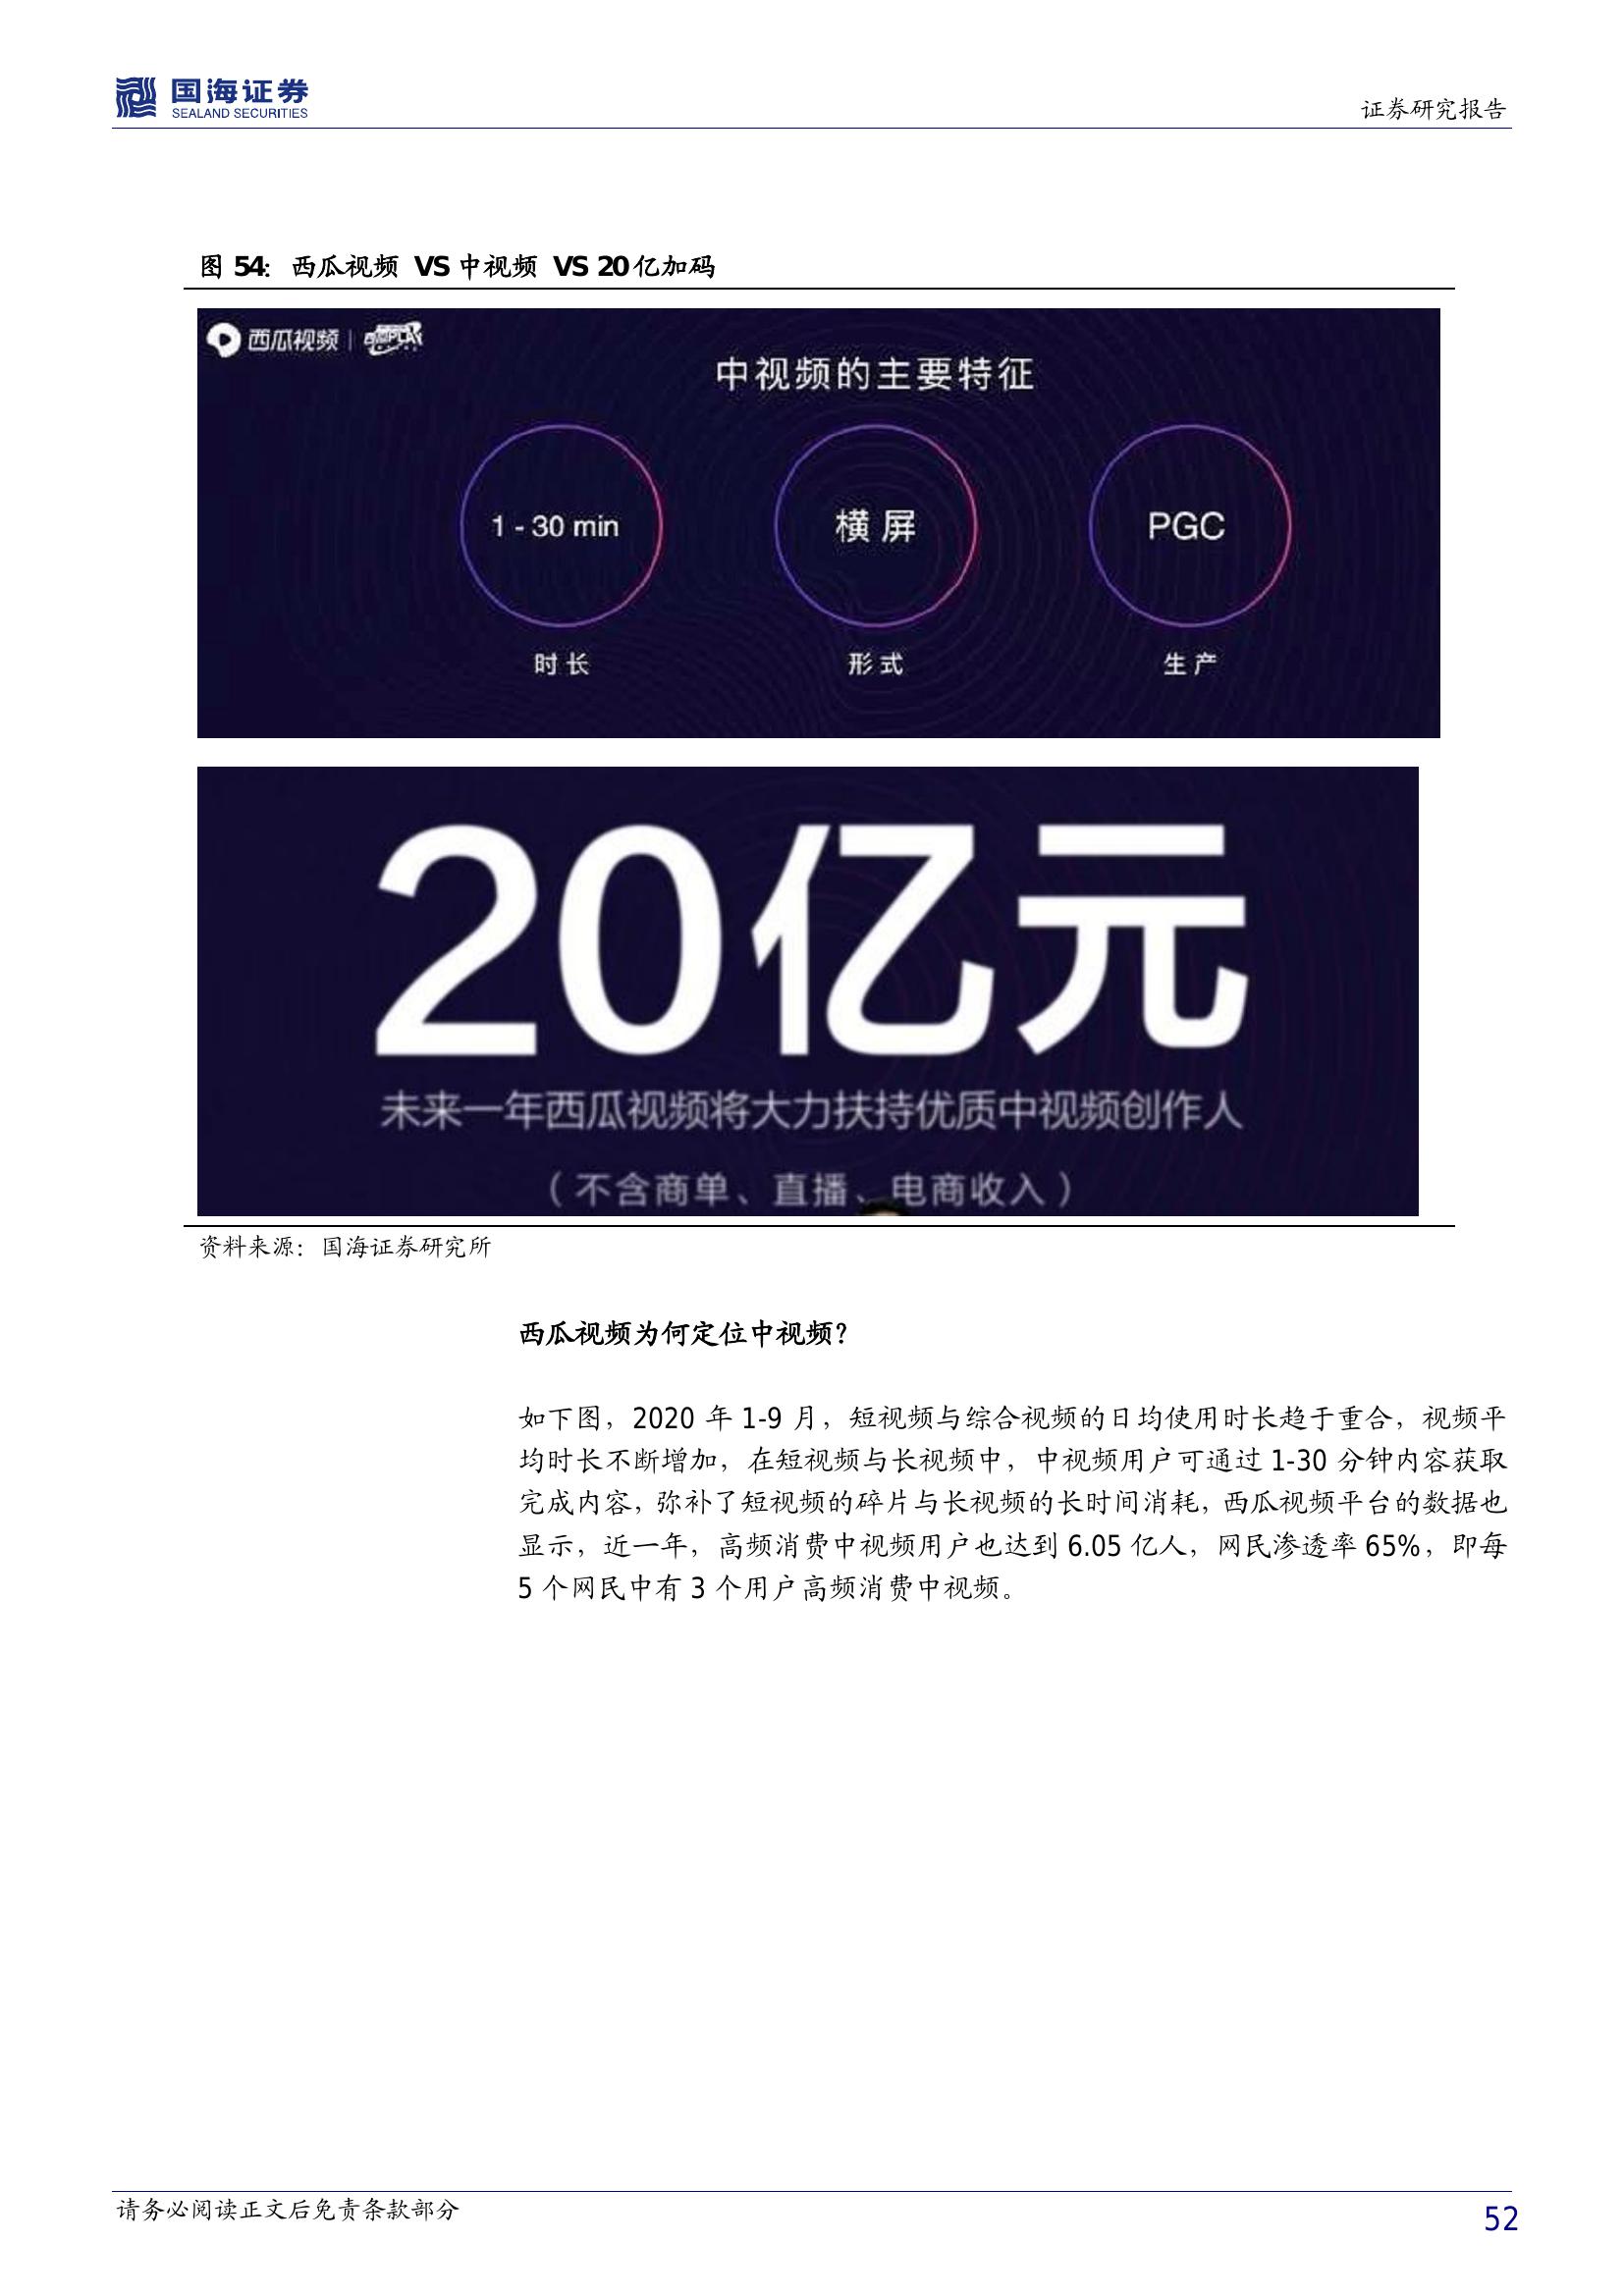 国海证券
SEALAND SECURITIES
证券研究报告
图 54：西瓜视频 VS 中视频 VS 20亿加码
西瓜视频
中视频的主要特征
1 - 30 min
横屏
PGC
时长
形式
生产
20亿元
未来一年西瓜视频将大力扶持优质中视频创作人
（不含商单、直播、电商收入）
资料来源：国海证券研究所
西瓜视频为何定位中视频？
如下图，2020 年 1-9 月，短视频与综合视频的日均使用时长趋于重合，视频平
均时长不断增加，在短视频与长视频中，中视频用户可通过 1-30 分钟内容获取
完成内容，弥补了短视频的碎片与长视频的长时间消耗，西瓜视频平台的数据也
显示，近一年，高频消费中视频用户也达到 6.05 亿人，网民渗透率 65%，即每
5 个网民中有 3 个用户高频消费中视频。
请务必阅读正文后免责条款部分
52